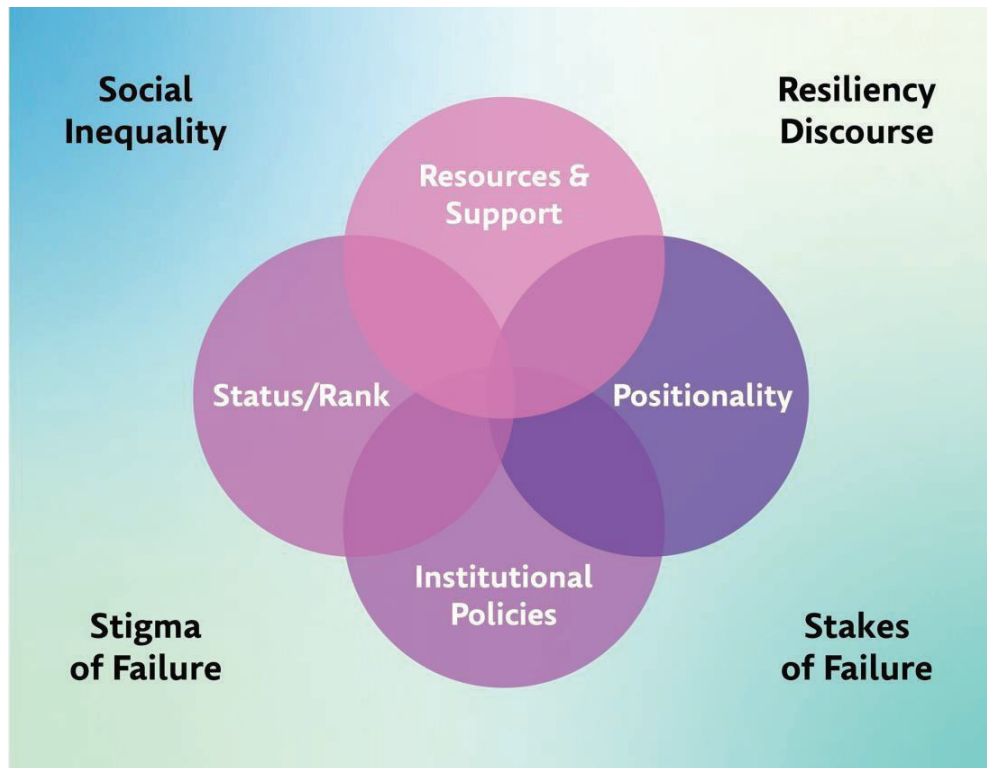 Social
Inequality
Resiliency
Discourse
Resources &
Support
Status/Rank
Positionality
Institutional
Policies
Stigma
of Failure
Stakes
of Failure